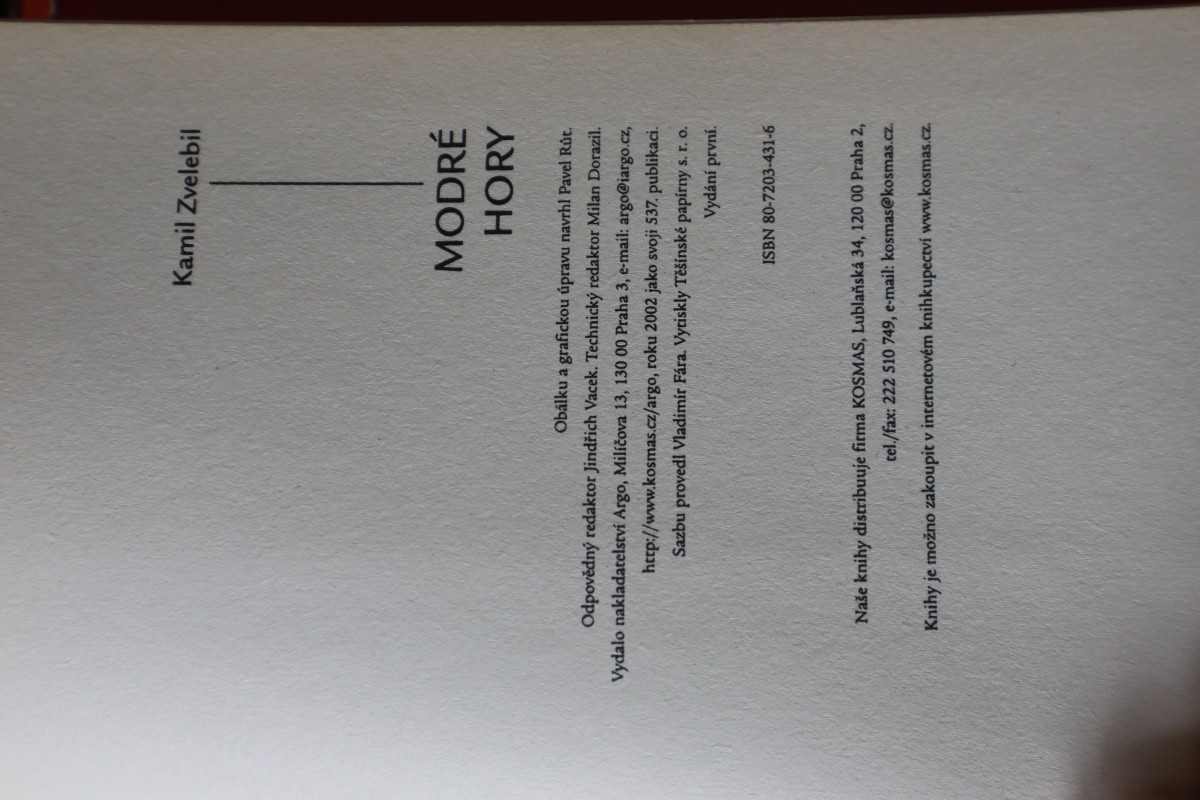 Kamil Zvelebil
MODRÉ
HORY
Obálku a grafickou úpravu navrhl Pavel Růt.
Odpovědný redaktor Jindřich Vacek. Technický redaktor Milan Dorazil.
Vydalo nakladatelství Argo, Milíčova 13, 130 00 Praha 3, e-mail: argo@iargo.cz,
http://www.kosmas.cz/argo, roku 2002 jako svoji 537. publikaci.
Sazbu provedl Vladimír Fára. Vytiskly Těšínské papírny s. r. o.
Vydání první.
ISBN 80-7203-431-6
Naše knihy distribuuje firma KOSMAS, Lublaňská 34, 120 00 Praha 2,
tel./fax: 222 510 749, e-mail: kosmas@kosmas.cz.
Knihy je možno zakoupit v internetovém knihkupectví www.kosmas.cz.